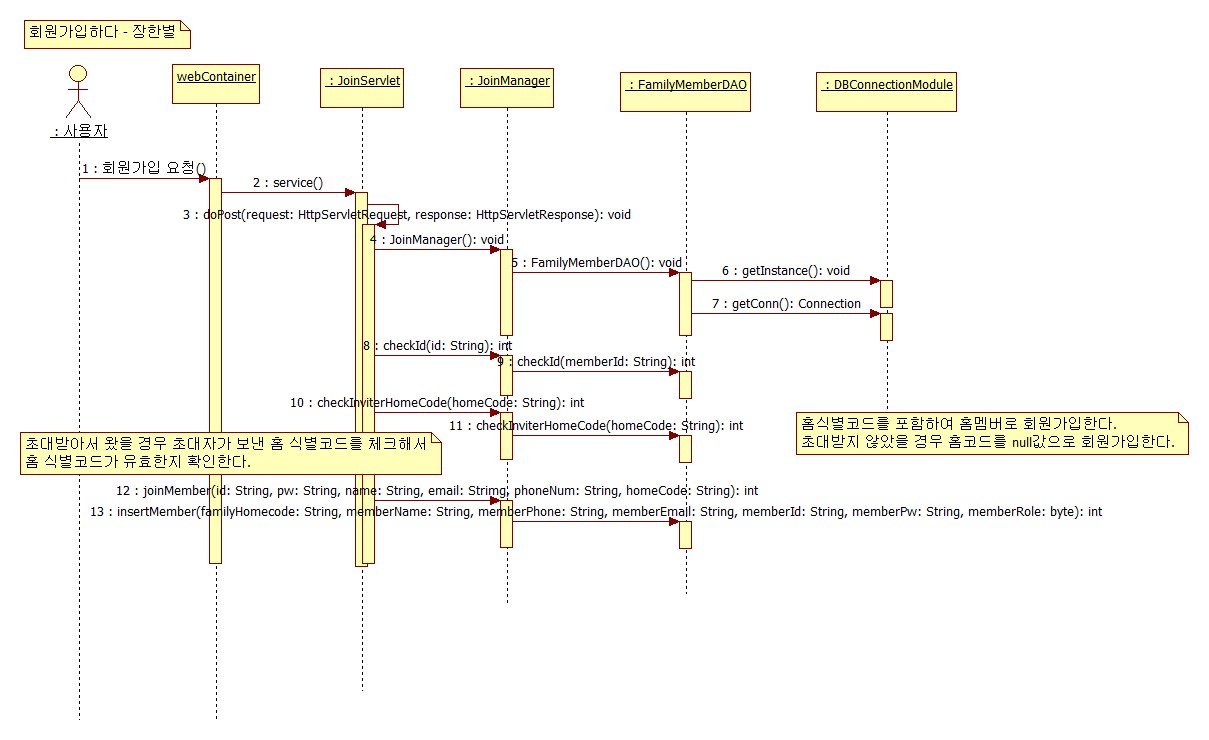 회원가입하다 - 장한별
webContainer
: JoinServlet
: JoinManager
: FamilyMemberDAO
: DBConnectionModule
: 사용자
1 : 회원가입 요청()
2 : service()
3 : doPost(request: HttpServletRequest, response: HttpServletResponse): void
4 : JoinManager(): void
5 : FamilyMemberDAO(): void
6 : getInstance(): void
7 : getConn(): Connection
8 : checkId(id: String): int
9 : checkId(memberId: String): int
10 : checkInviterHomeCode(homeCode: String): int
11 : checkInviterHomeCode(homeCode: String): int
홈식별코드를 포함하여 홈멤버로 회원가입한다.
초대받지 않았을 경우 홈코드를 null값으로 회원가입한다.
초대받아서 왔을 경우 초대자가 보낸 홈 식별코드를 체크해서
홈 식별코드가 유효한지 확인한다.
12 : joinMember(id: String, pw: String, name: String, email: Strimg, phoneNum: String, homeCode: String): int
13 : insertMember(familyHomecode: String, memberName: String, memberPhone: String, memberEmail: String, memberId: String, memberPw: String, memberRole: byte): int